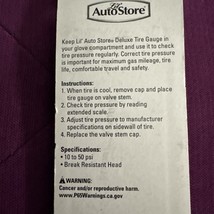 Lil'
AutoStore®
Keep Lil' Auto Store® Deluxe Tire Gauge in
your glove compartment and use it to check
tire pressure regularly. Correct tire pressure
is important for maximum gas mileage, tire
life, comfortable travel and safety.
Instructions:
1. When tire is cool, remove cap and place
tire gauge on valve stem.
2. Check tire pressure by reading
extended scale
3. Adjust tire pressure to manufacturer
specifications on sidewall of tire.
4. Replace the valve stem cap.
Specifications:
• 10 to 50 psi
• Break Resistant Head
⚠WARNING:
Cancer and/or reproductive harm.
www.P65Warnings.ca.gov